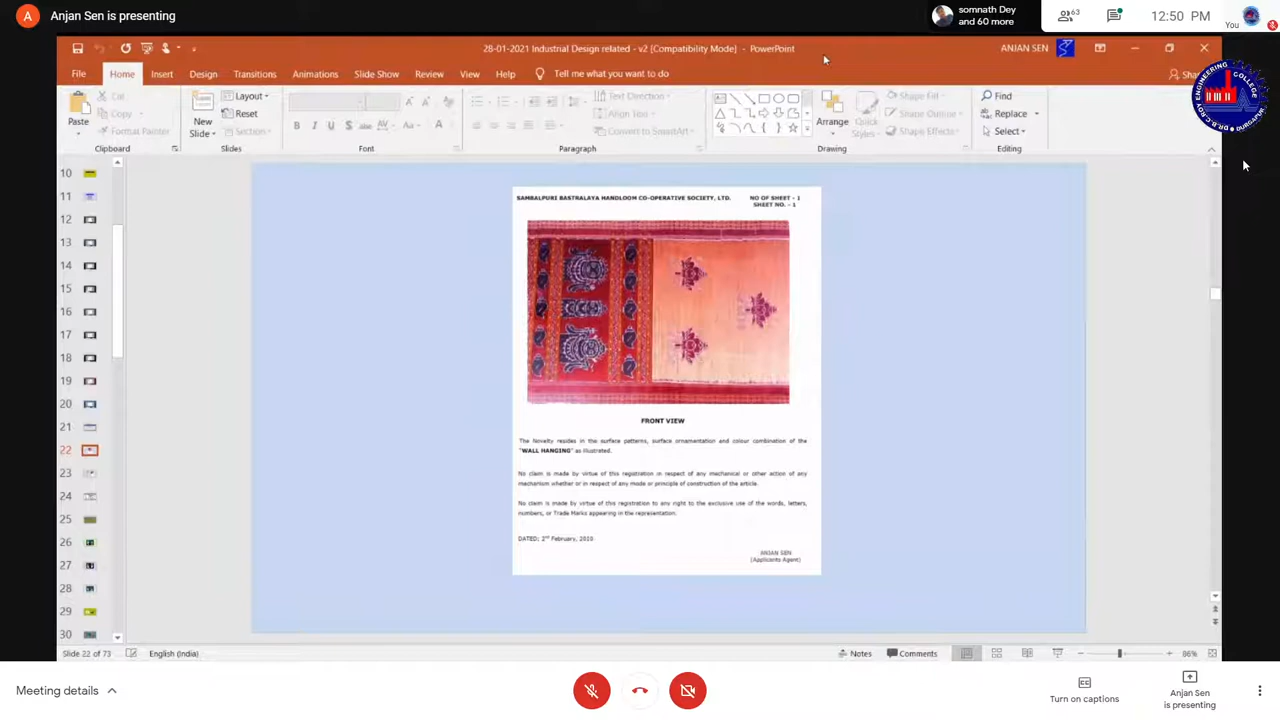 A Anjan Sen is presenting
somnath Dey
and 60 more
63
12:50 PM
You
28-01-2021 Industrial Design related - v2 [Compatibility Mode] - PowerPoint
ANJAN SEN
File Home Insert Design Transitions Animations Slide Show Review View Help Tell me what you want to do
Paste
Cut
Copy
Format Painter
Clipboard
New
Slide
Layout
Reset
Section
Slides
Font
Text Direction
Align Text
Convert to SmartArt
Paragraph
Arrange
Quick
Styles
Shape Fill
Shape Outline
Shape Effects
Drawing
Find
Replace
Select
Editing
ENGINEERING COLLEGE
DURGAPUR
10
11
12
13
14
15
16
17
18
19
20
21
22
23
24
25
26
27
28
29
30
SAMBALPURI BASTRALAYA HANDLOOM CO-OPERATIVE SOCIETY, LTD.
NO OF SHEET - 1
SHEET NO. - 1
FRONT VIEW
The Novelty resides in the surface patterns, surface ornamentation and colour combination of the
"WALL HANGING" as illustrated.
No claim is made by virtue of this registration in respect of any mechanical or other action of any
mechanism whether or in respect of any mode or principle of construction of the article.
No claim is made by virtue of this registration to any right to the exclusive use of the words, letters,
numbers, or Trade Marks appearing in the representation.
DATED: 2nd February, 2010
ANJAN SEN
(Applicants Agent)
Slide 22 of 73 English (India)
Notes Comments 86%
Meeting details
Turn on captions
Anjan Sen
is presenting